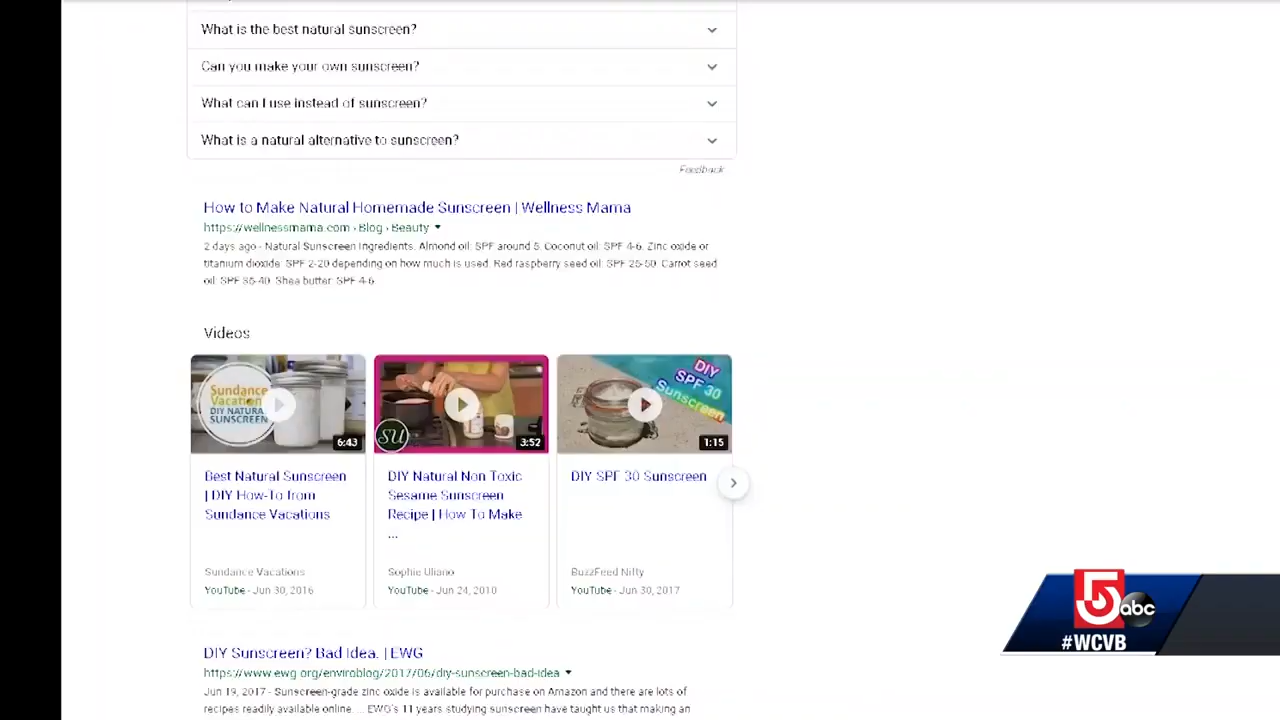 What is the best natural sunscreen?
Can you make your own sunscreen?
What can I use instead of sunscreen?
What is a natural alternative to sunscreen?
Feedback
How to Make Natural Homemade Sunscreen | Wellness Mama
https://wellnessmama.com › Blog › Beauty
2 days ago - Natural Sunscreen Ingredients. Almond oil: SPF around 5. Coconut oil: SPF 4-6. Zinc oxide or
titanium dioxide: SPF 2-20 depending on how much is used. Red raspberry seed oil: SPF 25-50. Carrot seed
oil: SPF 35-40. Shea butter: SPF 4-6.
Videos
Sundance
Vacations
DIY NATURAL
SUNSCREEN
6:43
su
3:52
DIY
SPF 30
Sunscreen
1:15
Best Natural Sunscreen
| DIY How-To from
Sundance Vacations
DIY Natural Non Toxic
Sesame Sunscreen
Recipe | How To Make
...
DIY SPF 30 Sunscreen
Sundance Vacations
YouTube - Jun 30, 2016
Sophie Uliano
YouTube - Jun 24, 2010
BuzzFeed Nifty
YouTube - Jun 30, 2017
5 abc
#WCVB
DIY Sunscreen? Bad Idea. | EWG
https://www.ewg.org/enviroblog/2017/06/diy-sunscreen-bad-idea
Jun 19, 2017 - Sunscreen-grade zinc oxide is available for purchase on Amazon and there are lots of
recipes readily available online. ... EWG's 11 years studying sunscreen have taught us that making an